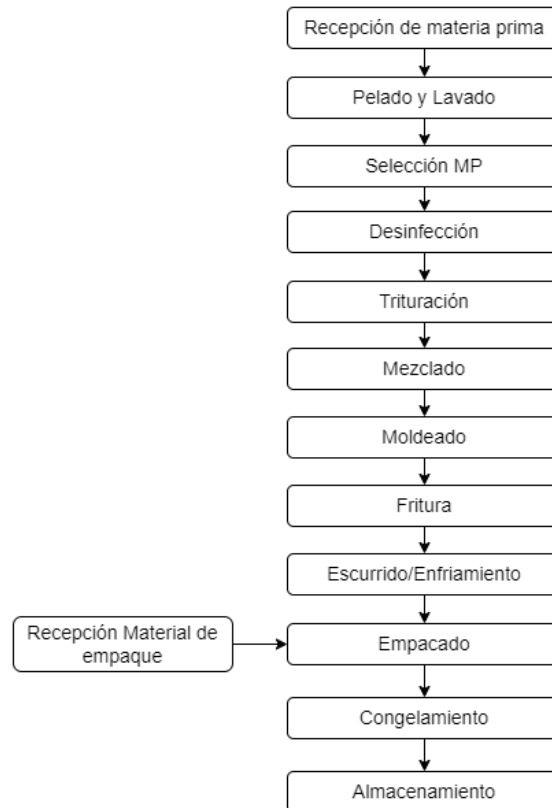 Recepción de materia prima
Pelado y Lavado
Selección MP
Desinfección
Trituración
Mezclado
Moldeado
Fritura
Escurrido/Enfriamiento
Recepción Material de
empaque
Empacado
Congelamiento
Almacenamiento